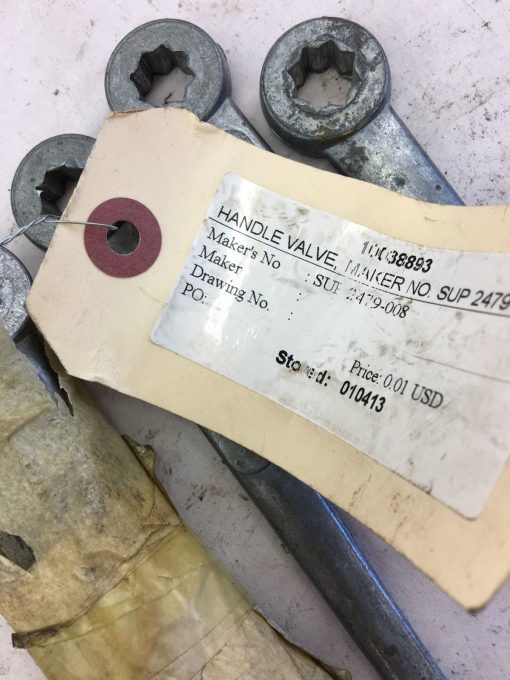 10038893
HANDLE VALVE, MAKER NO. SUP 2479
Maker's No : SUP 2479-008
Maker :
Drawing No. :
PO:
Price: 0.01 USD
Stored: 010413